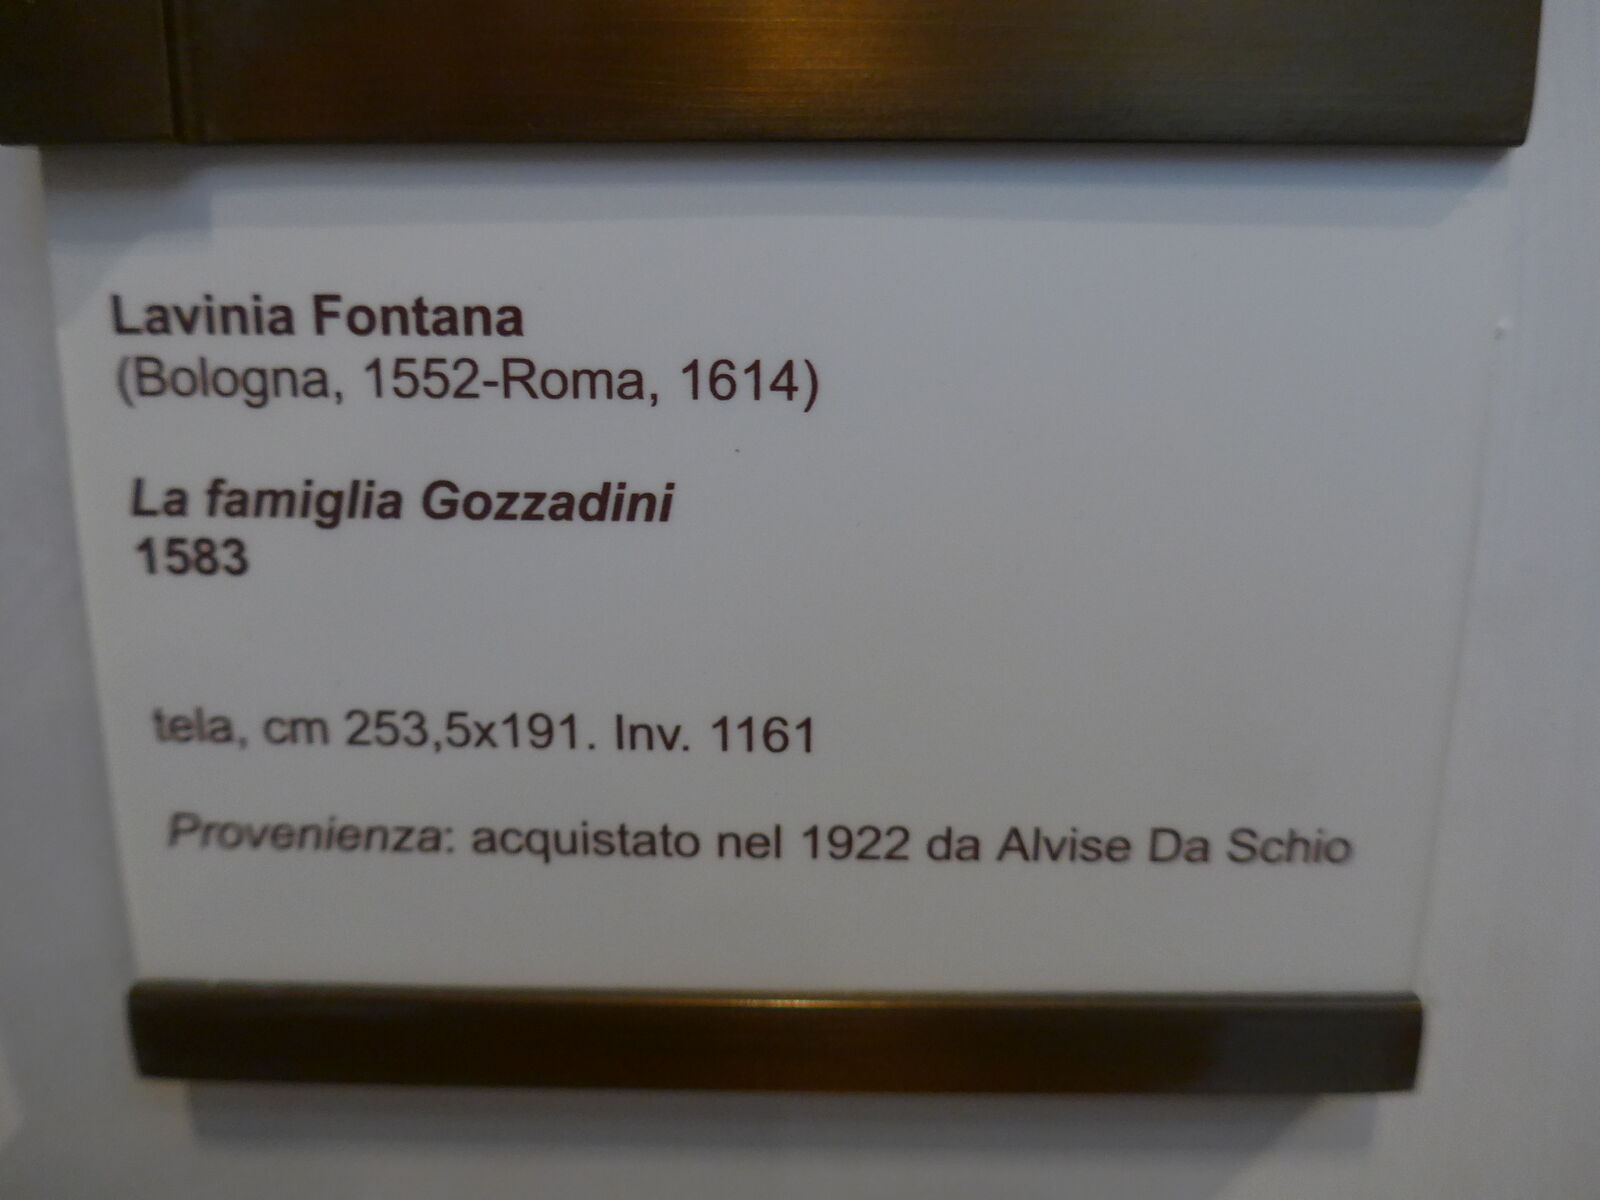 Lavinia Fontana
(Bologna, 1552-Roma, 1614)
La famiglia Gozzadini
1583
tela, cm 253,5x191. Inv. 1161
Provenienza: acquistato nel 1922 da Alvise Da Schio